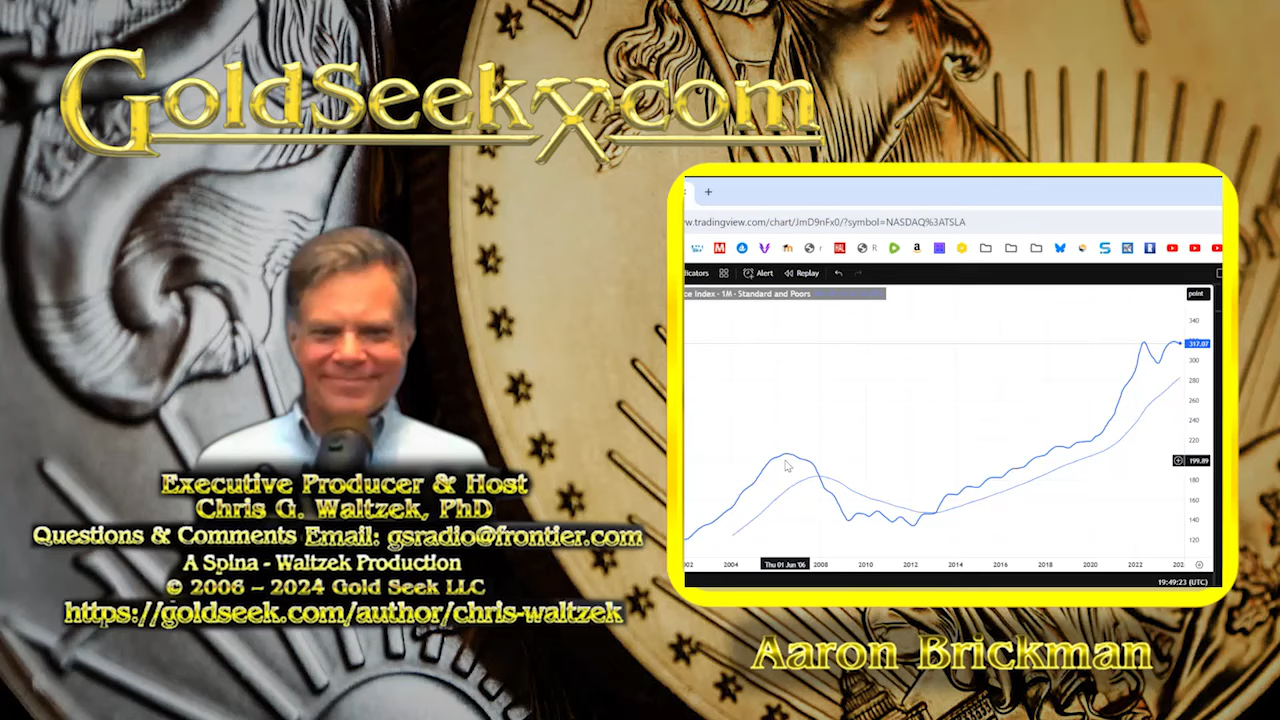 GoldSeek.com
Executive Producer & Host
Chris G. Waltzek, PhD
Questions & Comments Email: gsradio@frontier.com
A Spina - Waltzek Production
© 2006 ~ 2024 Gold Seek LLC
https://goldseek.com/author/chris-waltzek
+
w.tradingview.com/chart/JmD9nFx0/?symbol=NASDAQ%3ATSLA
dicators Alert Replay
ce Index · 1M · Standard and Poors
point
340
317.07
300
280
260
240
220
199.89
180
160
140
120
002 2004 Thu 01 Jun '06 2008 2010 2012 2014 2016 2018 2020 2022 202
19:49:23 (UTC)
Aaron Brickman